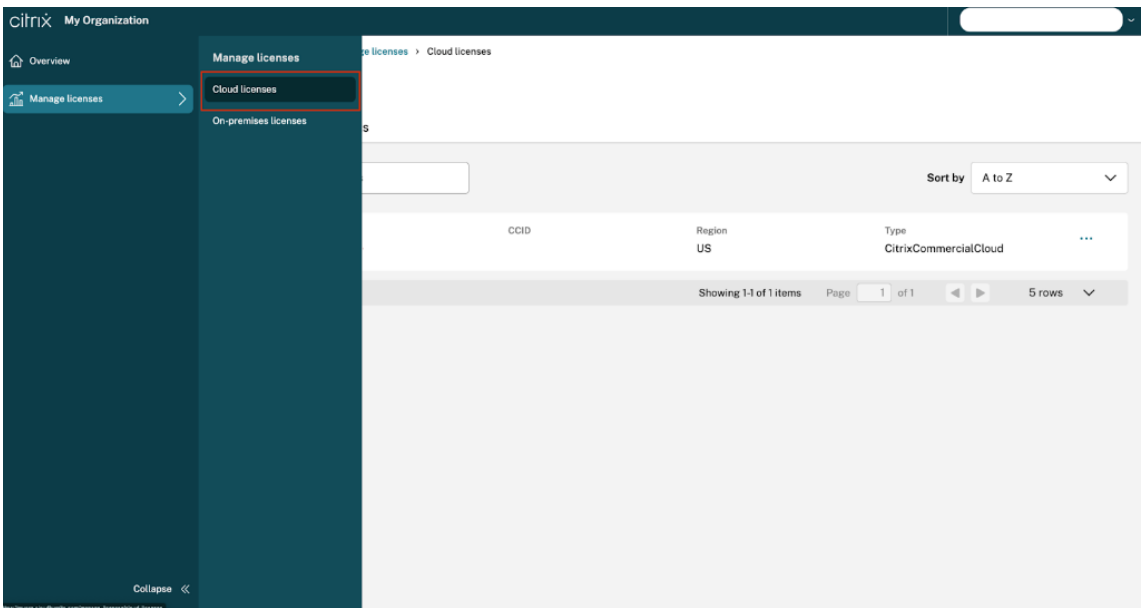 citrix My Organization
Overview
Manage licenses
Collapse
Manage licenses
Cloud licenses
On-premises licenses
licenses > Cloud licenses
s
Sort by A to Z
CCID
Region
US
Type
CitrixCommercialCloud
...
Showing 1-1 of 1 items Page 1 of 1 5 rows